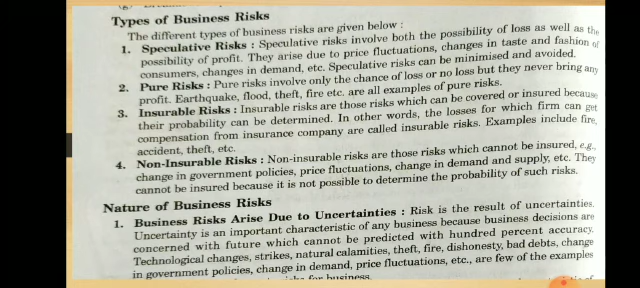 Types of Business Risks
The different types of business risks are given below :
1. Speculative Risks : Speculative risks involve both the possibility of loss as well as the
possibility of profit. They arise due to price fluctuations, changes in taste and fashion of
consumers, changes in demand, etc. Speculative risks can be minimised and avoided.
2. Pure Risks : Pure risks involve only the chance of loss or no loss but they never bring any
profit. Earthquake, flood, theft, fire etc. are all examples of pure risks.
3. Insurable Risks : Insurable risks are those risks which can be covered or insured because
their probability can be determined. In other words, the losses for which firm can get
compensation from insurance company are called insurable risks. Examples include fire,
accident, theft, etc.
4. Non-Insurable Risks : Non-insurable risks are those risks which cannot be insured, e.g.,
change in government policies, price fluctuations, change in demand and supply, etc. They
cannot be insured because it is not possible to determine the probability of such risks.
Nature of Business Risks
1. Business Risks Arise Due to Uncertainties : Risk is the result of uncertainties.
Uncertainty is an important characteristic of any business because business decisions are
concerned with future which cannot be predicted with hundred percent accuracy.
Technological changes, strikes, natural calamities, theft, fire, dishonesty, bad debts, change
in government policies, change in demand, price fluctuations, etc., are few of the examples
for business.